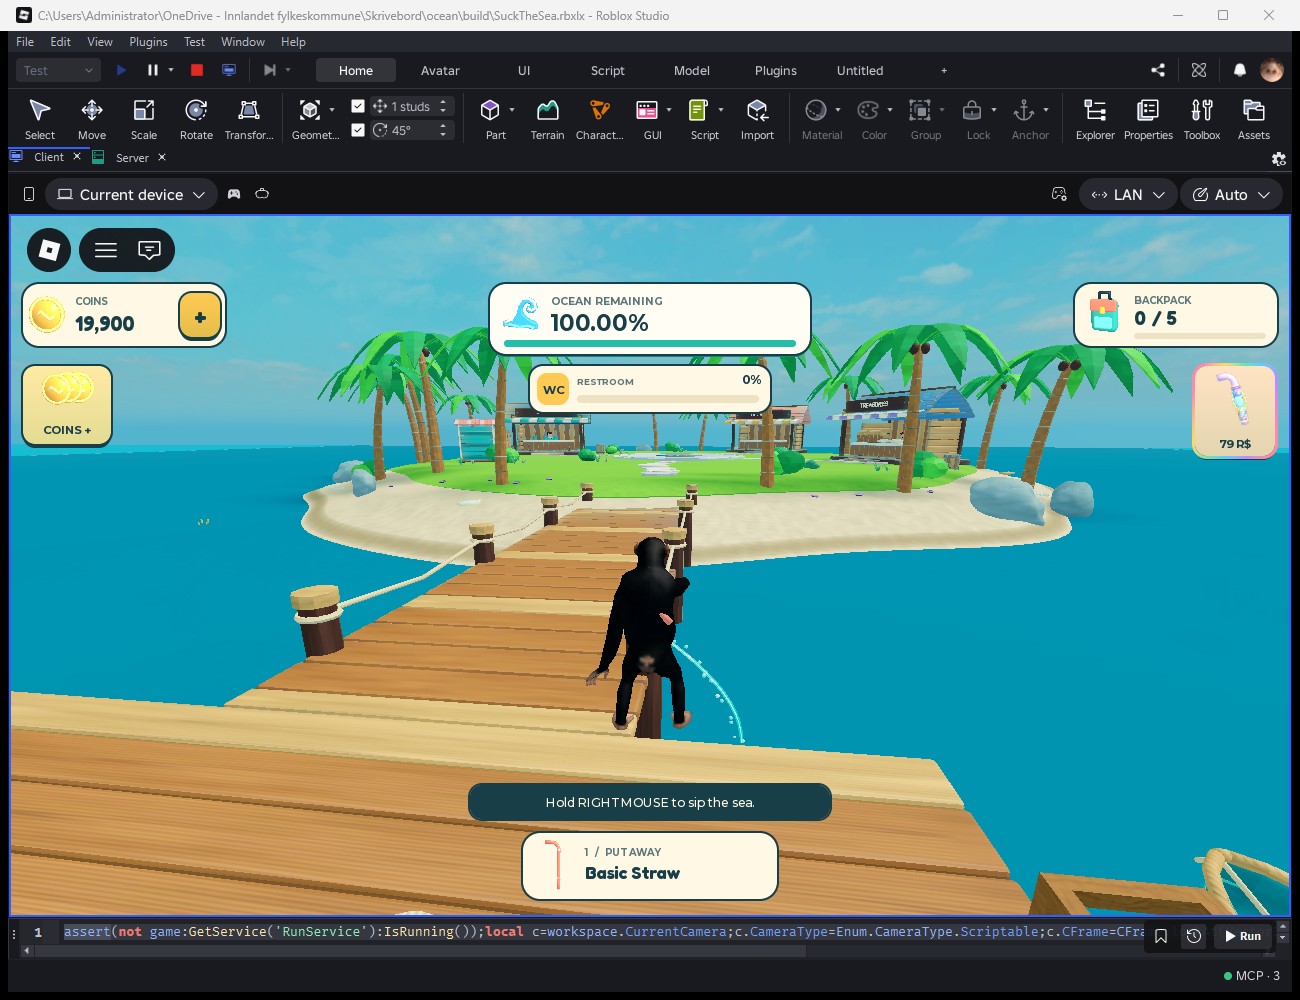 C:\Users\Administrator\OneDrive - Innlandet fylkeskommune\Skrivebord\ocean\build\SuckTheSea.rbxlx - Roblox Studio
File Edit View Plugins Test Window Help
Test Home Avatar UI Script Model Plugins Untitled +
1 studs
45°
Select Move Scale Rotate Transfor... Geomet... Part Terrain Charact... GUI Script Import Material Color Group Lock Anchor Explorer Properties Toolbox Assets
Client Server
Current device LAN Auto
COINS
19,900
+
OCEAN REMAINING
100.00%
BACKPACK
0 / 5
WC RESTROOM 0%
COINS +
79 R$
Hold RIGHTMOUSE to sip the sea.
1 / PUT AWAY
Basic Straw
1 assert(not game:GetService('RunService'):IsRunning());local c=workspace.CurrentCamera;c.CameraType=Enum.CameraType.Scriptable;c.CFrame=CFra
Run
MCP · 3